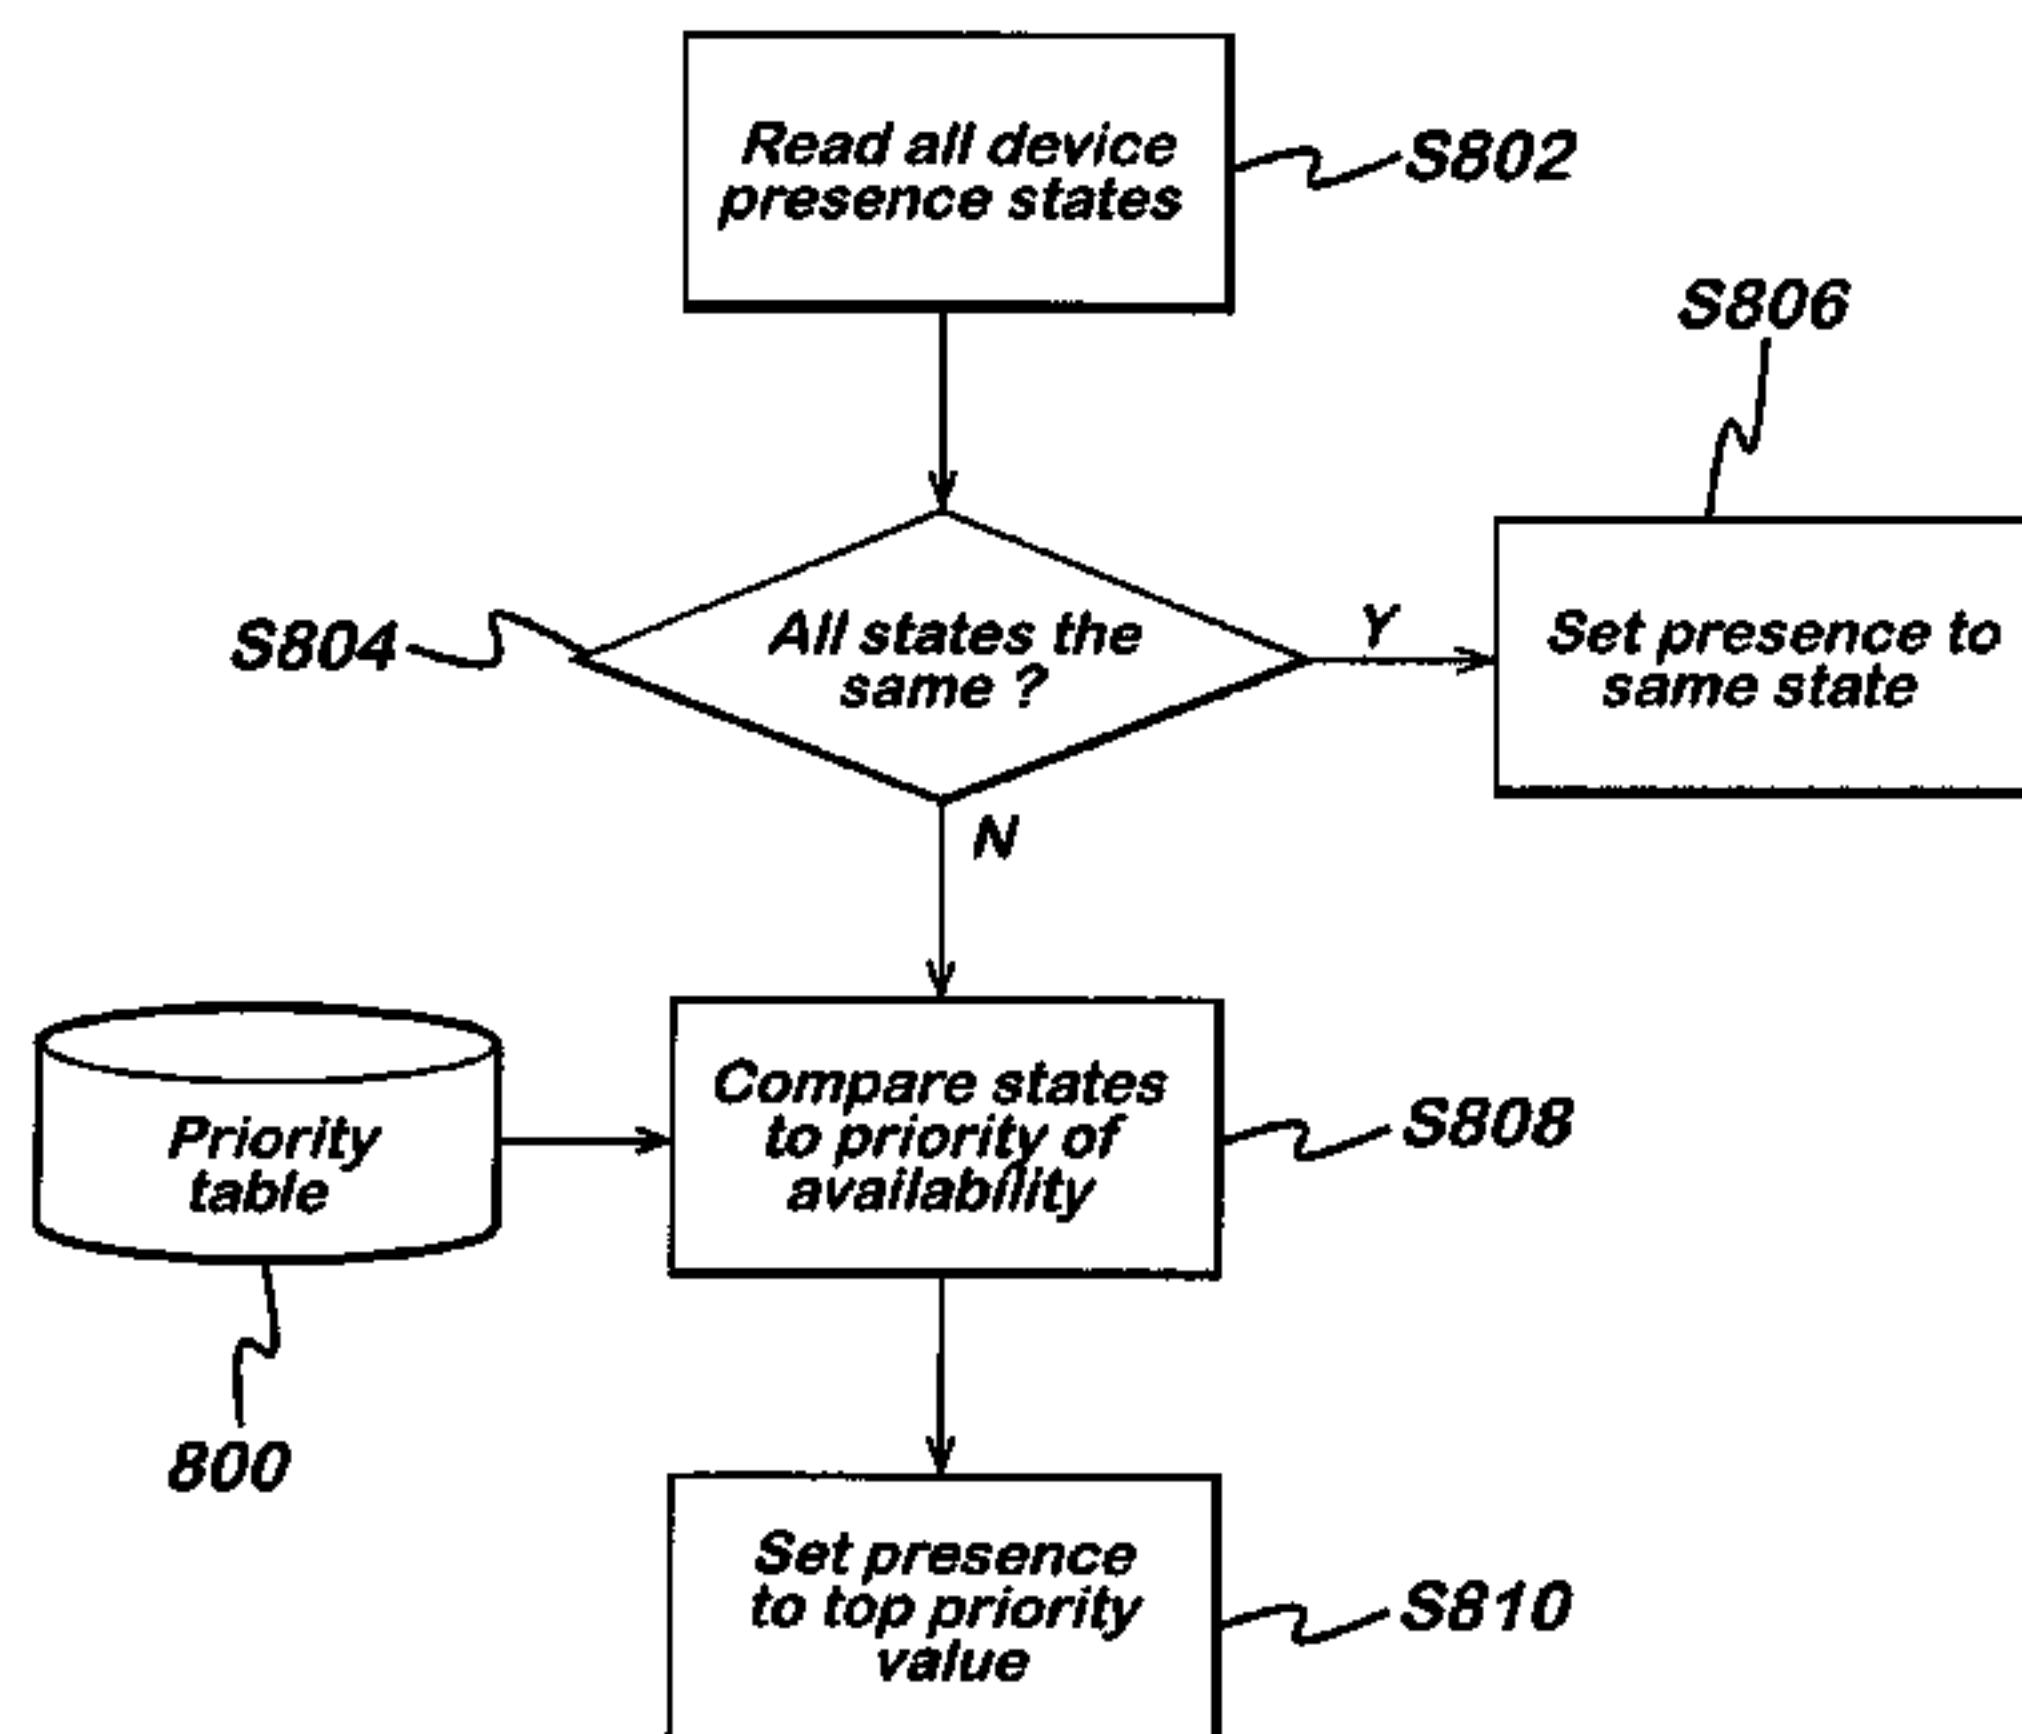 Read all device
presence states
S802
S806
S804
All states the
same ?
Y
Set presence to
same state
N
Priority
table
Compare states
to priority of
availability
S808
800
Set presence
to top priority
value
S810